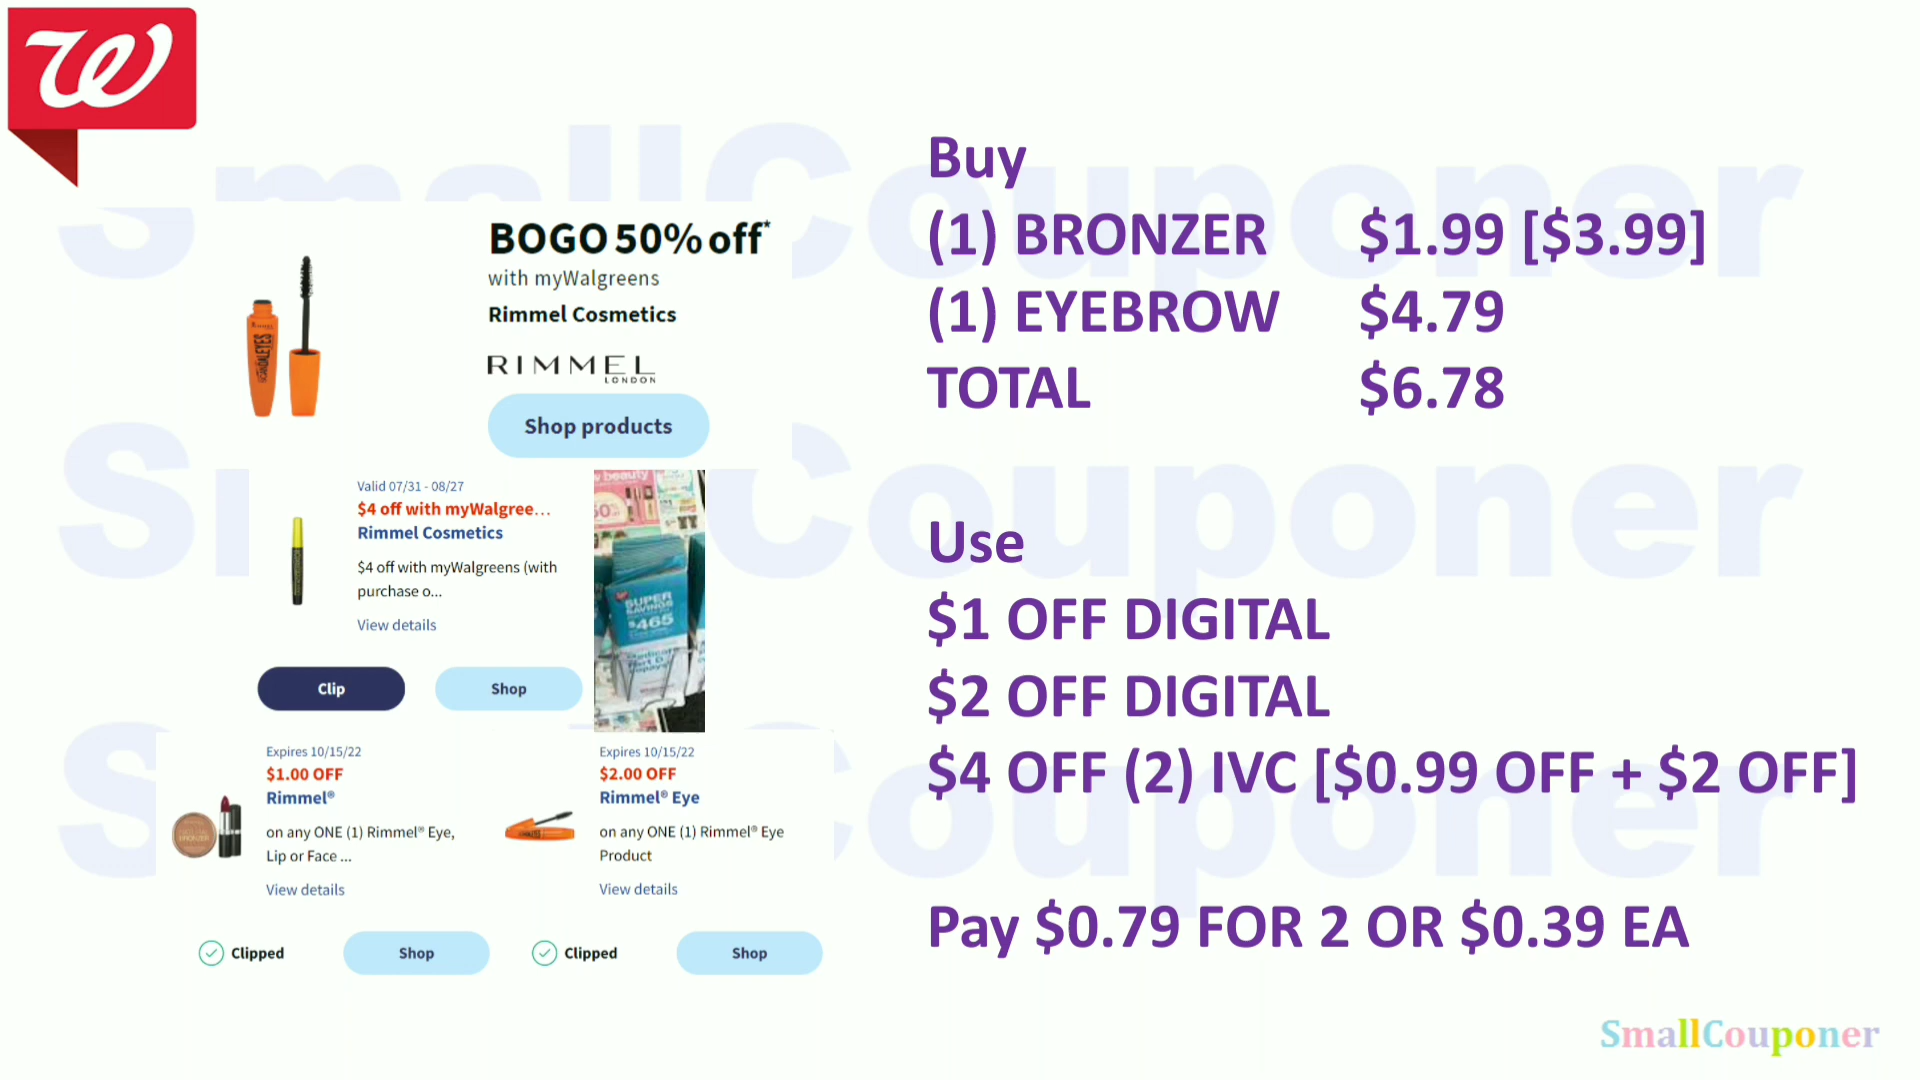 BOGO 50% off*
with myWalgreens
Rimmel Cosmetics
RIMMEL
LONDON
Shop products
Valid 07/31 - 08/27
$4 off with myWalgree...
Rimmel Cosmetics
$4 off with myWalgreens (with
purchase o...
View details
Clip
Shop
SUPER
SAVINGS
$465
Expires 10/15/22
$1.00 OFF
Rimmel®
on any ONE (1) Rimmel® Eye,
Lip or Face ...
View details
Clipped
Shop
Expires 10/15/22
$2.00 OFF
Rimmel® Eye
on any ONE (1) Rimmel® Eye
Product
View details
Clipped
Shop
Buy
(1) BRONZER $1.99 [$3.99]
(1) EYEBROW $4.79
TOTAL $6.78
Use
$1 OFF DIGITAL
$2 OFF DIGITAL
$4 OFF (2) IVC [$0.99 OFF + $2 OFF]
Pay $0.79 FOR 2 OR $0.39 EA
SmallCouponer